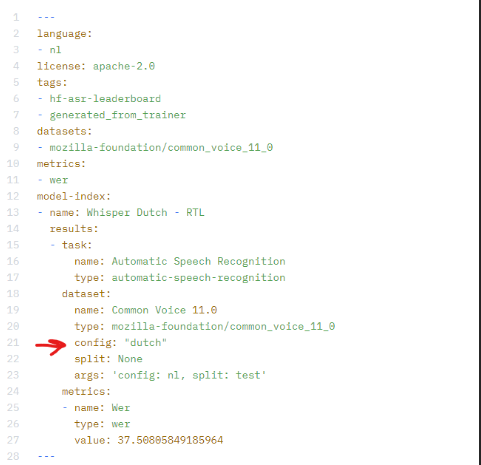 1 ---
2 language:
3 - nl
4 license: apache-2.0
5 tags:
6 - hf-asr-leaderboard
7 - generated_from_trainer
8 datasets:
9 - mozilla-foundation/common_voice_11_0
10 metrics:
11 - wer
12 model-index:
13 - name: Whisper Dutch - RTL
14   results:
15   - task:
16       name: Automatic Speech Recognition
17       type: automatic-speech-recognition
18     dataset:
19       name: Common Voice 11.0
20       type: mozilla-foundation/common_voice_11_0
21       config: "dutch"
22       split: None
23       args: 'config: nl, split: test'
24     metrics:
25     - name: Wer
26       type: wer
27       value: 37.50805849185964
28 ---